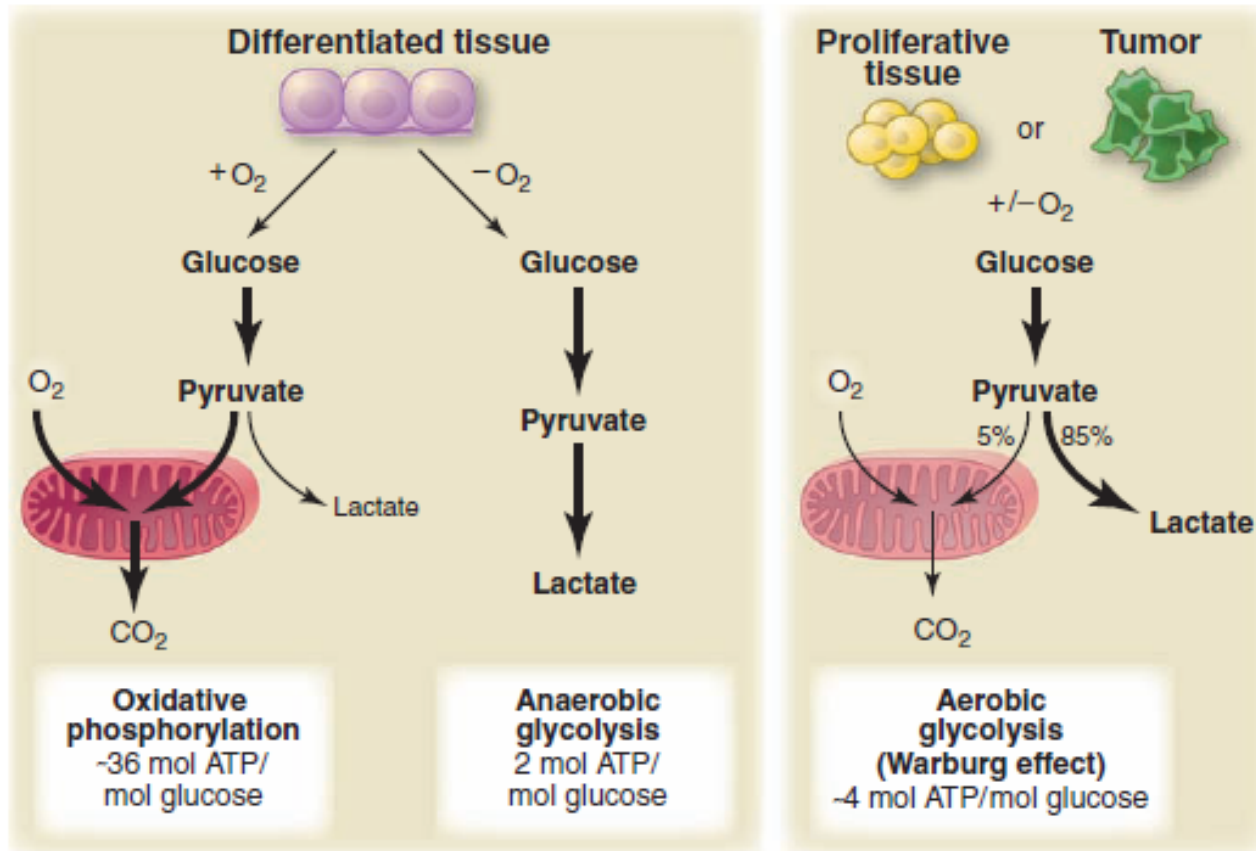 Differentiated tissue
+O₂
−O₂
Glucose
Glucose
O₂
Pyruvate
Pyruvate
Lactate
Lactate
CO₂
Oxidative
phosphorylation
~36 mol ATP/
mol glucose
Anaerobic
glycolysis
2 mol ATP/
mol glucose
Proliferative
tissue
or
Tumor
+/−O₂
Glucose
O₂
Pyruvate
5%
85%
Lactate
CO₂
Aerobic
glycolysis
(Warburg effect)
~4 mol ATP/mol glucose